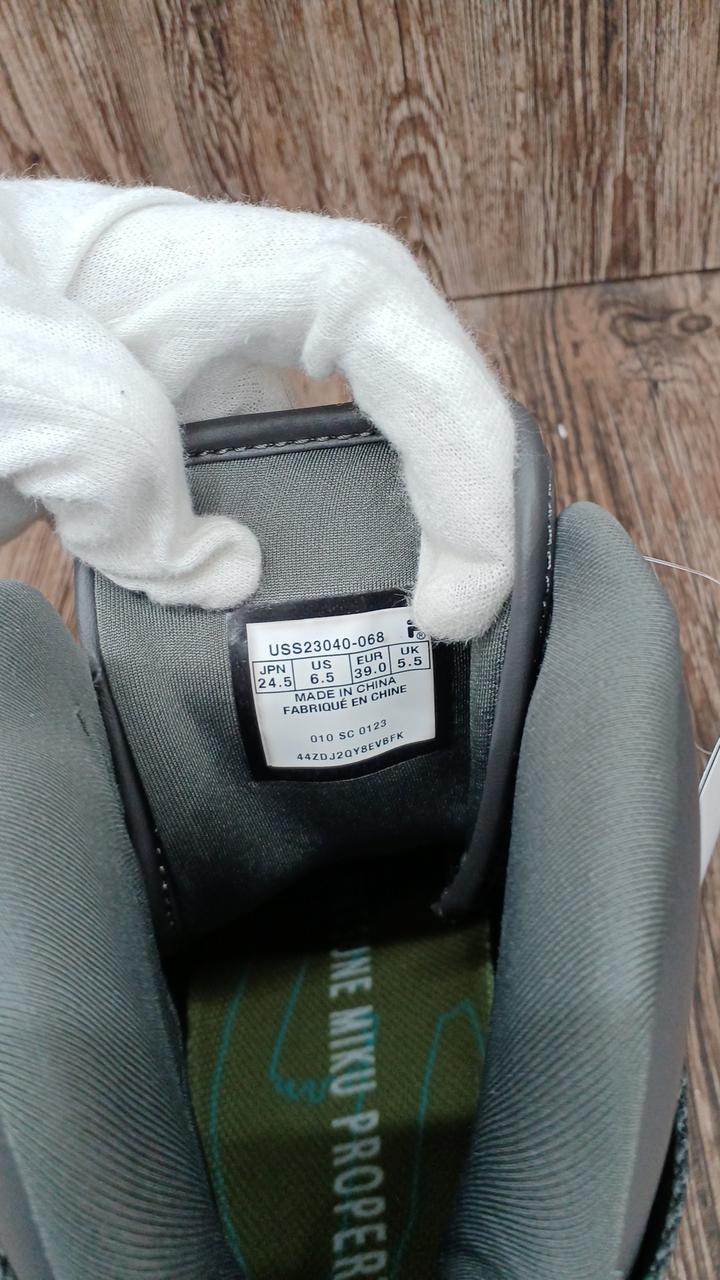 USS23040-068
JPN US EUR UK
24.5 6.5 39.0 5.5
MADE IN CHINA
FABRIQUÉ EN CHINE
010 SC 0123
44ZDJ2QY8EVBFK
MIKU PROPER